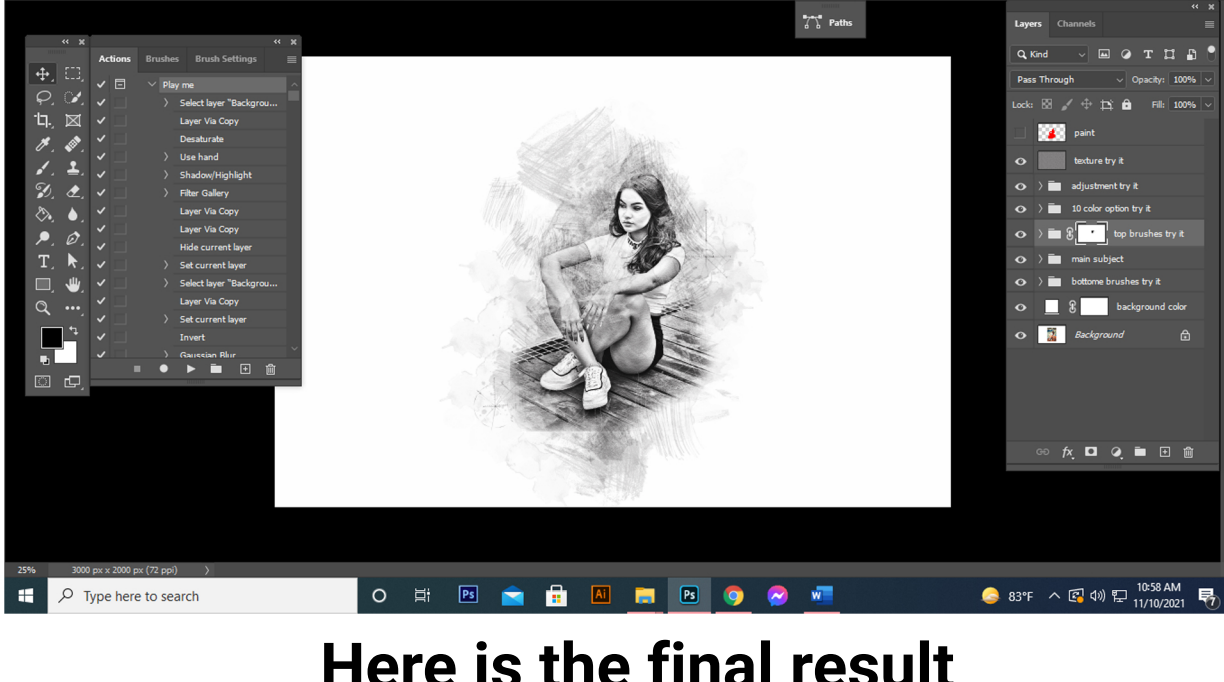 Paths
Actions Brushes Brush Settings
Play me
Select layer "Backgrou...
Layer Via Copy
Desaturate
Use hand
Shadow/Highlight
Filter Gallery
Layer Via Copy
Layer Via Copy
Hide current layer
Set current layer
Select layer "Backgrou...
Layer Via Copy
Set current layer
Invert
Gaussian Blur
Layers Channels
Kind
Pass Through Opacity: 100%
Lock: Fill: 100%
paint
texture try it
adjustment try it
10 color option try it
top brushes try it
main subject
bottome brushes try it
background color
Background
25% 3000 px x 2000 px (72 ppi)
Type here to search
Ps
Ai
Ps
W
83°F
10:58 AM
11/10/2021
7
Here is the final result